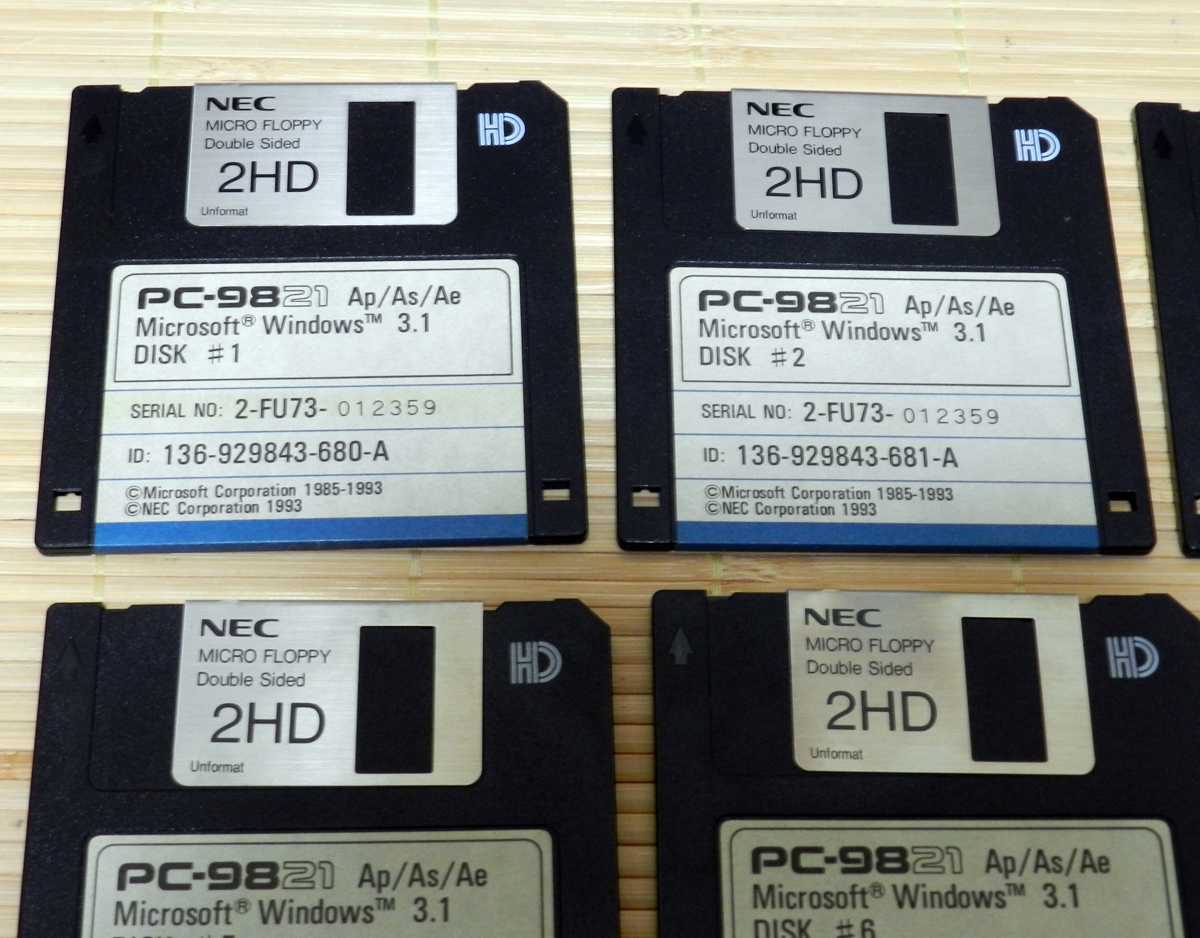 NEC
MICRO FLOPPY
Double Sided
2HD
Unformat
HD
PC-9821 Ap/As/Ae
Microsoft® Windows™ 3.1
DISK #1
SERIAL NO: 2-FU73- 012359
ID: 136-929843-680-A
©Microsoft Corporation 1985-1993
©NEC Corporation 1993
NEC
MICRO FLOPPY
Double Sided
2HD
Unformat
HD
PC-9821 Ap/As/Ae
Microsoft® Windows™ 3.1
DISK #2
SERIAL NO: 2-FU73- 012359
ID: 136-929843-681-A
©Microsoft Corporation 1985-1993
©NEC Corporation 1993
NEC
MICRO FLOPPY
Double Sided
2HD
Unformat
HD
PC-9821 Ap/As/Ae
Microsoft® Windows™ 3.1
DISK
NEC
MICRO FLOPPY
Double Sided
2HD
Unformat
HD
PC-9821 Ap/As/Ae
Microsoft® Windows™ 3.1
DISK #6